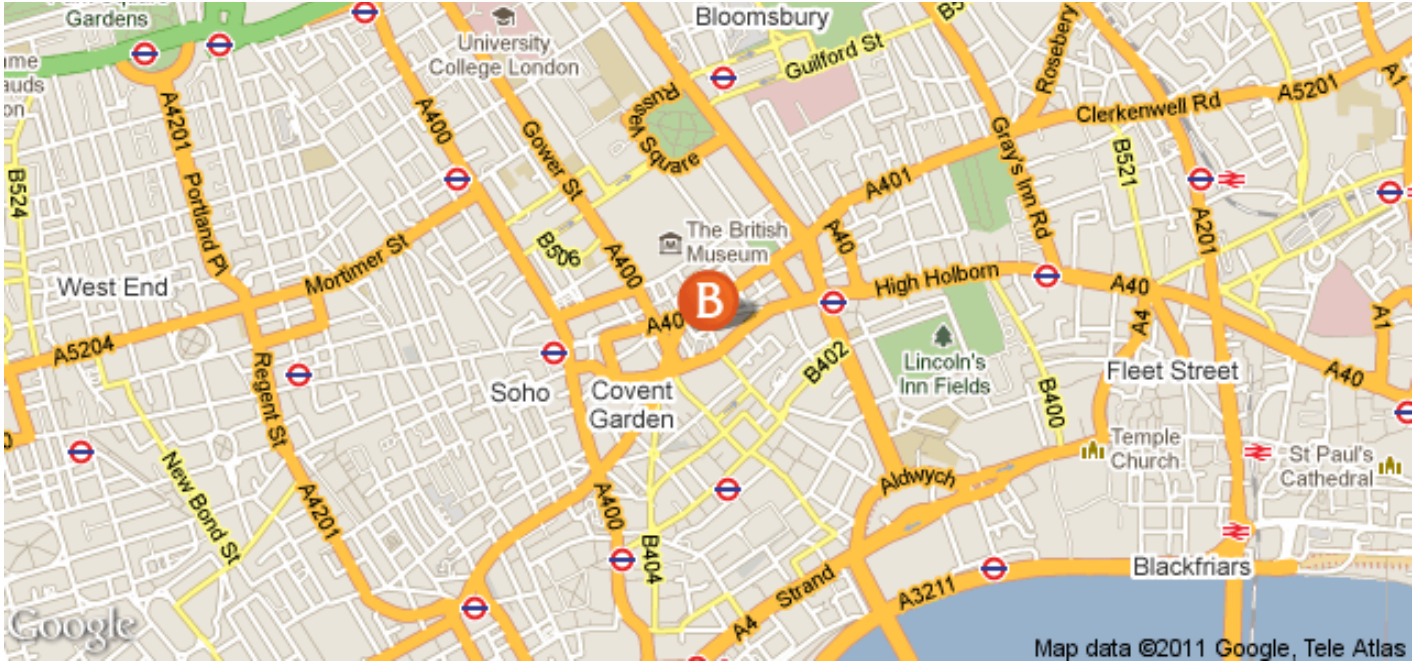 Gardens
Bloomsbury
University
College London
Guilford St
Rosebery
A1
A5201
Clerkenwell Rd
A4201
A400
Gower St
Russell Square
Gray's Inn Rd
B521
B524
Portland Pl
A401
A201
The British
Museum
B506
A400
A40
Mortimer St
High Holborn
West End
A40
B
A40
A4
A1
A5204
Regent St
B402
Lincoln's
Inn Fields
Fleet Street
A40
Soho
Covent
Garden
B400
Temple
Church
St Paul's
Cathedral
New Bond St
Aldwych
A4201
A400
B404
Blackfriars
Strand
A3211
A4
Google
Map data ©2011 Google, Tele Atlas